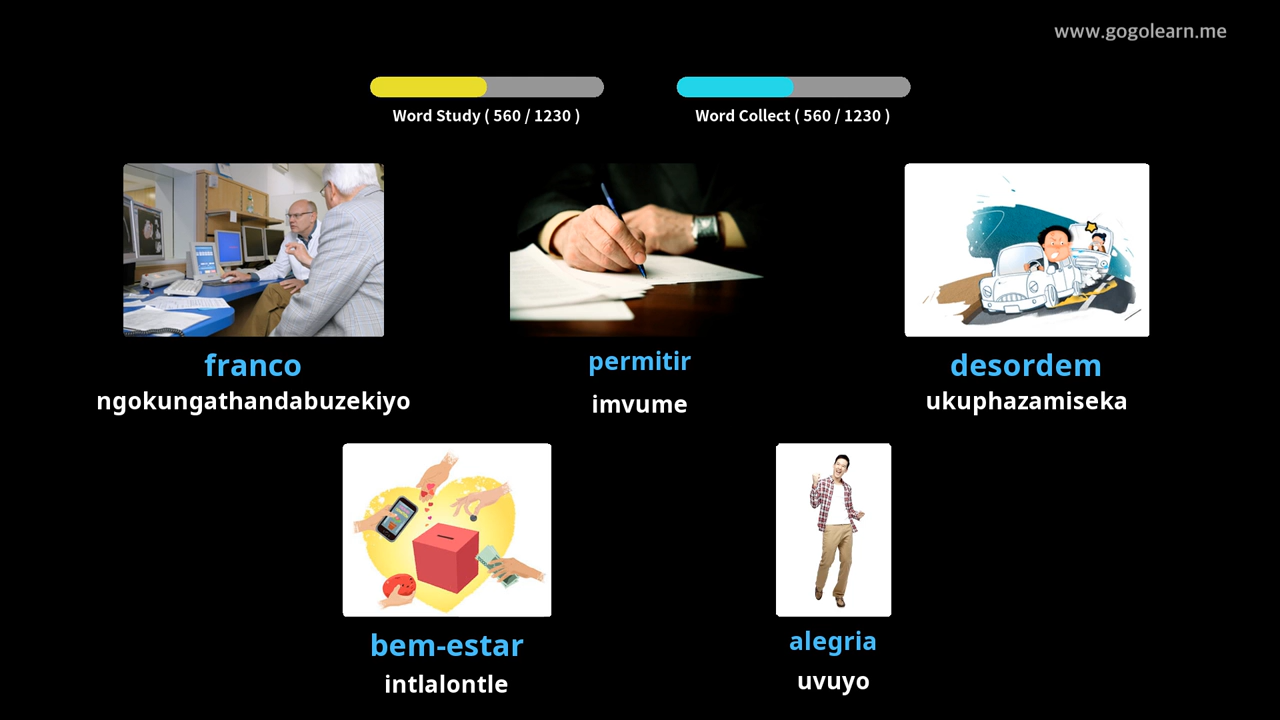 www.gogolearn.me
Word Study ( 560 / 1230 )
Word Collect ( 560 / 1230 )
franco
ngokungathandabuzekiyo
permitir
imvume
desordem
ukuphazamiseka
bem-estar
intlalontle
alegria
uvuyo